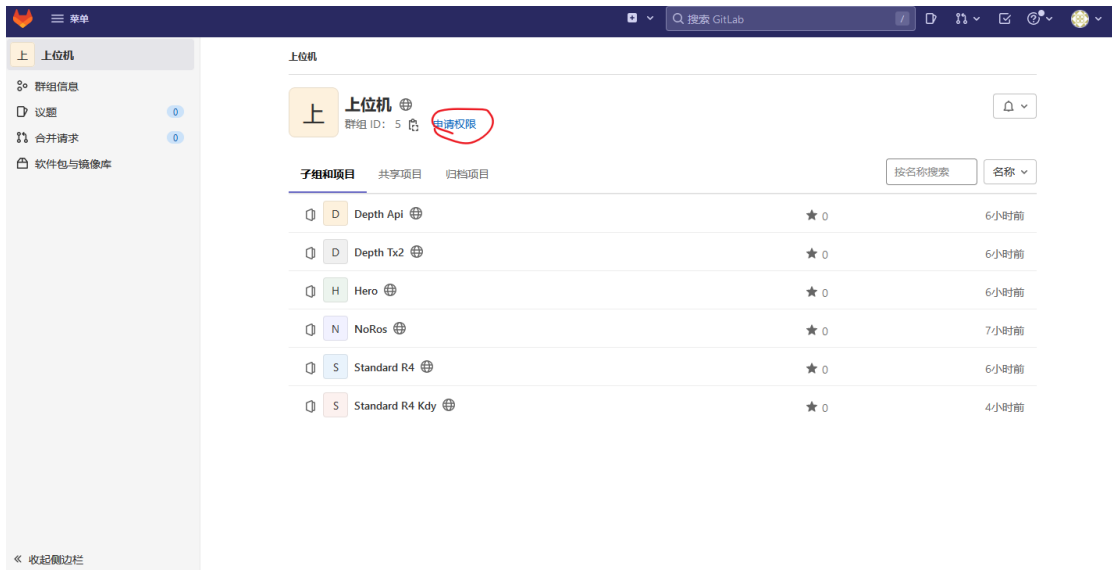 菜单
搜索 GitLab /
上 上位机
群组信息
议题 0
合并请求 0
软件包与镜像库
收起侧边栏
上位机
上 上位机
群组 ID： 5 申请权限
子组和项目 共享项目 归档项目 按名称搜索 名称
D Depth Api 0 6小时前
D Depth Tx2 0 6小时前
H Hero 0 6小时前
N NoRos 0 7小时前
S Standard R4 0 6小时前
S Standard R4 Kdy 0 4小时前